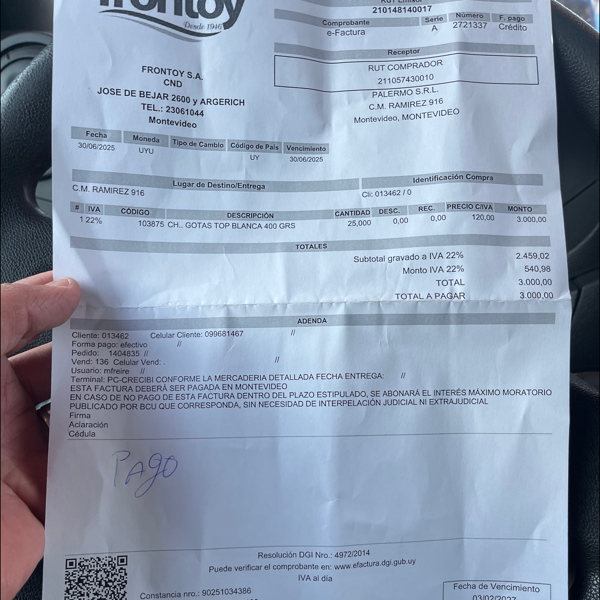 frontoy
Desde 1946
RUT Emisor
210148140017
Comprobante Serie Número F. pago
e-Factura A 2721337 Crédito
Receptor
RUT COMPRADOR
211057430010
PALERMO S.R.L.
C.M. RAMIREZ 916
Montevideo, MONTEVIDEO
FRONTOY S.A.
CND
JOSE DE BEJAR 2600 y ARGERICH
TEL.: 23061044
Montevideo
Fecha Moneda Tipo de Cambio Código de País Vencimiento
30/06/2025 UYU UY 30/06/2025
Lugar de Destino/Entrega Identificación Compra
C.M. RAMIREZ 916 Cli: 013462 / 0
# IVA CÓDIGO DESCRIPCIÓN CANTIDAD DESC. REC. PRECIO C/IVA MONTO
1 22% 103875 CH.. GOTAS TOP BLANCA 400 GRS 25,000 0,00 0,00 120,00 3.000,00
TOTALES
Subtotal gravado a IVA 22% 2.459,02
Monto IVA 22% 540,98
TOTAL 3.000,00
TOTAL A PAGAR 3.000,00
ADENDA
Cliente: 013462 Celular Cliente: 099681467 //
Forma pago: efectivo //
Pedido: 1404835 //
Vend: 136 Celular Vend: . //
Usuario: mfreire //
Terminal: PC-CRECIBI CONFORME LA MERCADERIA DETALLADA FECHA ENTREGA: //
ESTA FACTURA DEBERÁ SER PAGADA EN MONTEVIDEO
EN CASO DE NO PAGO DE ESTA FACTURA DENTRO DEL PLAZO ESTIPULADO, SE ABONARÁ EL INTERÉS MÁXIMO MORATORIO
PUBLICADO POR BCU QUE CORRESPONDA, SIN NECESIDAD DE INTERPELACIÓN JUDICIAL NI EXTRAJUDICIAL
Firma
Aclaración
Cédula
PAgo
Resolución DGI Nro.: 4972/2014
Puede verificar el comprobante en: www.efactura.dgi.gub.uy
IVA al día
Constancia nro.: 90251034386
Fecha de Vencimiento
03/02/2027